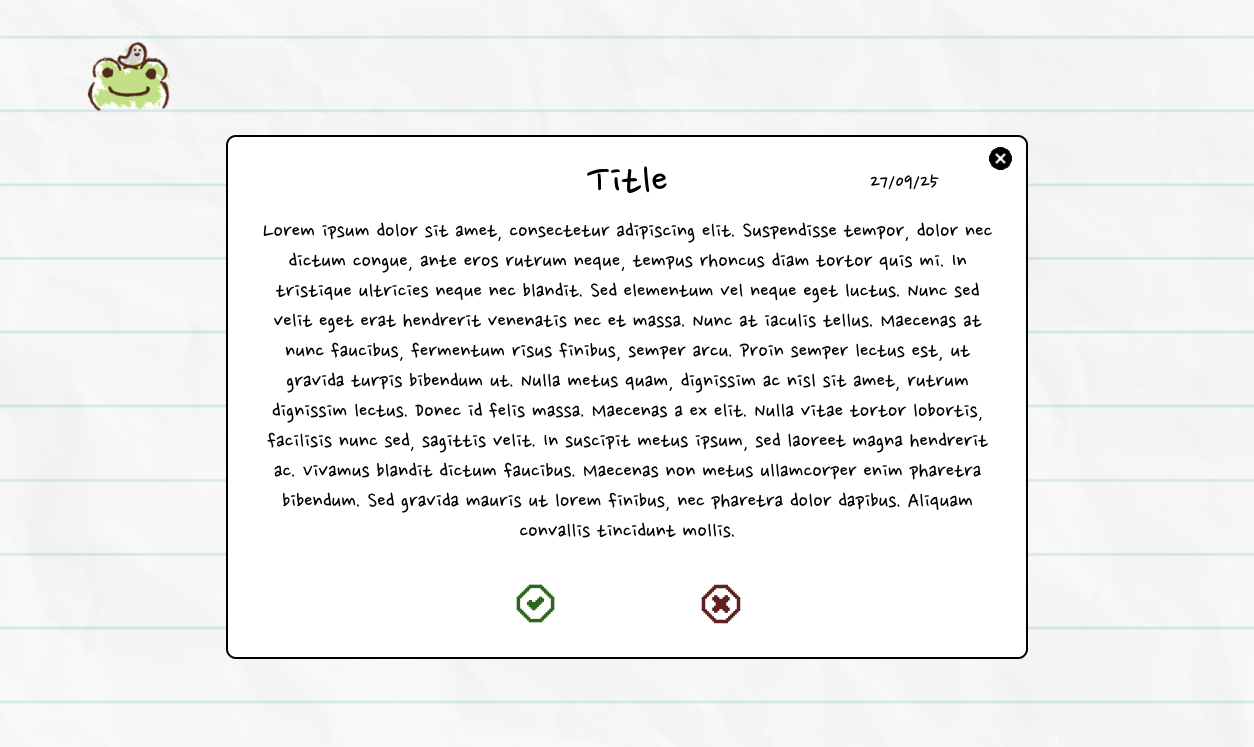 Title
27/09/25
Lorem ipsum dolor sit amet, consectetur adipiscing elit. Suspendisse tempor, dolor nec
dictum congue, ante eros rutrum neque, tempus rhoncus diam tortor quis mi. In
tristique ultricies neque nec blandit. Sed elementum vel neque eget luctus. Nunc sed
velit eget erat hendrerit venenatis nec et massa. Nunc at iaculis tellus. Maecenas at
nunc faucibus, fermentum risus finibus, semper arcu. Proin semper lectus est, ut
gravida turpis bibendum ut. Nulla metus quam, dignissim ac nisl sit amet, rutrum
dignissim lectus. Donec id felis massa. Maecenas a ex elit. Nulla vitae tortor lobortis,
facilisis nunc sed, sagittis velit. In suscipit metus ipsum, sed laoreet magna hendrerit
ac. Vivamus blandit dictum faucibus. Maecenas non metus ullamcorper enim pharetra
bibendum. Sed gravida mauris ut lorem finibus, nec pharetra dolor dapibus. Aliquam
convallis tincidunt mollis.